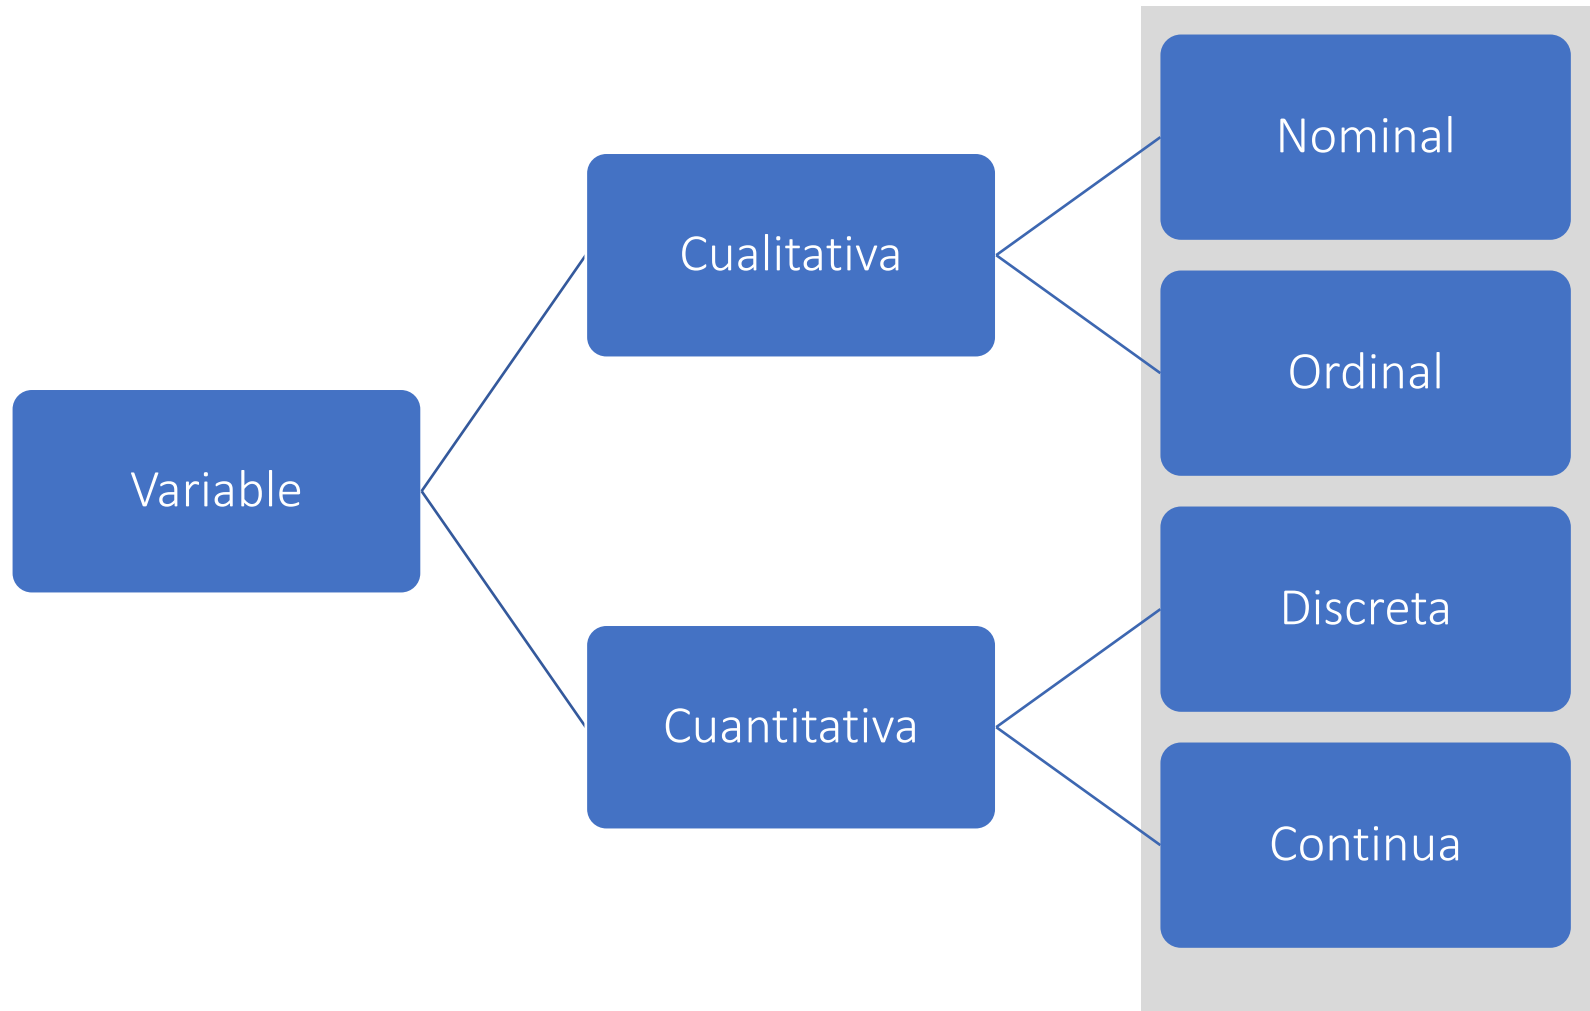 Variable
Cualitativa
Nominal
Ordinal
Cuantitativa
Discreta
Continua